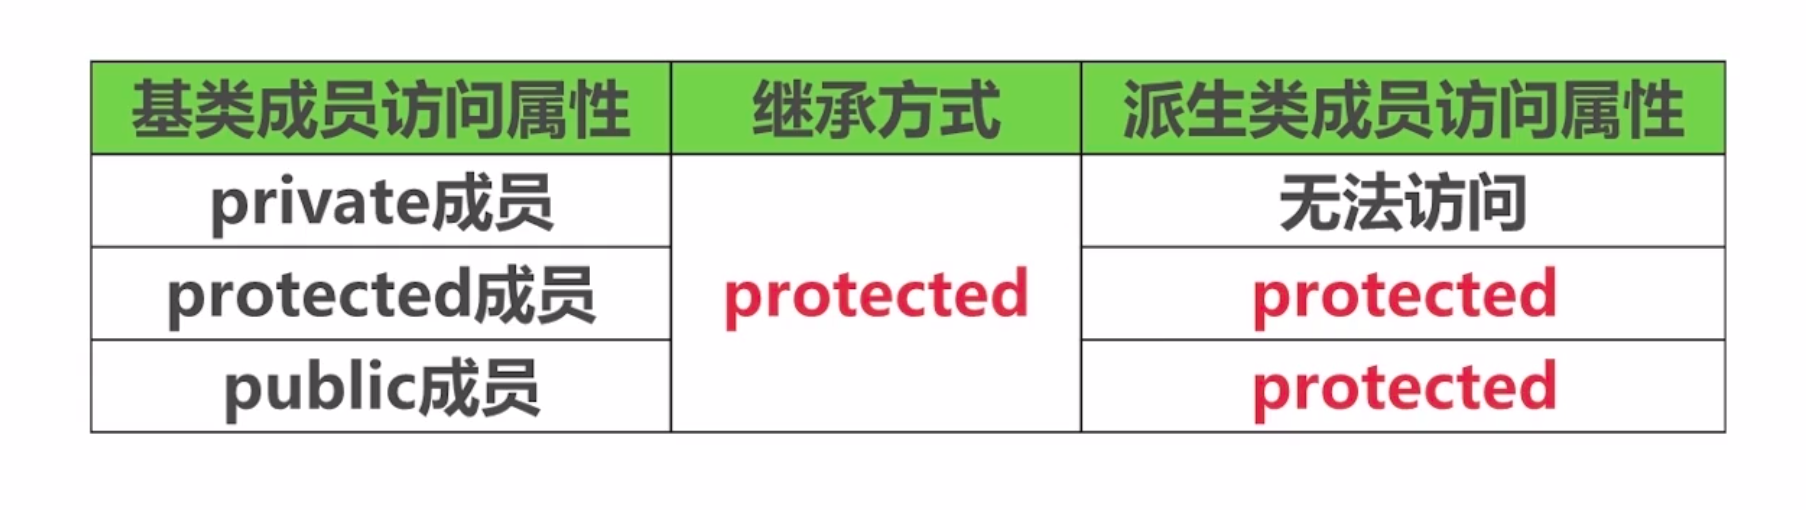 基类成员访问属性 继承方式 派生类成员访问属性
private成员 无法访问
protected成员 protected protected
public成员 protected